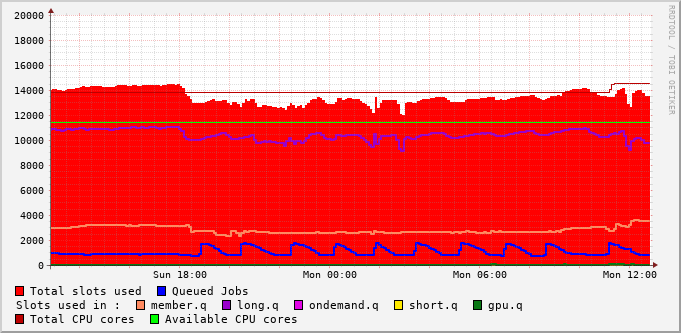 20000
18000
16000
14000
12000
10000
8000
6000
4000
2000
0
Sun 18:00 Mon 00:00 Mon 06:00 Mon 12:00
Total slots used Queued Jobs
Slots used in : member.q long.q ondemand.q short.q gpu.q
Total CPU cores Available CPU cores
RRDTOOL / TOBI OETIKER